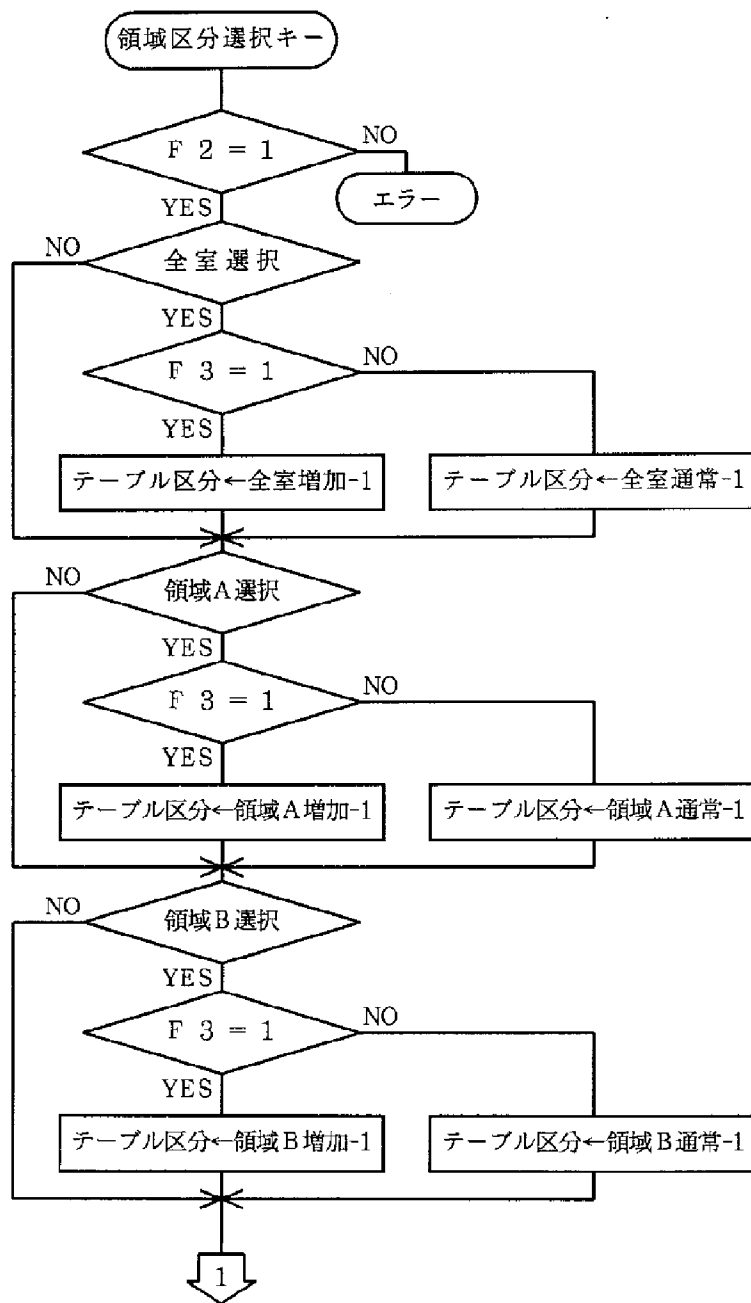 領域区分選択キー
F 2 = 1
NO
エラー
YES
NO
全室選択
YES
F 3 = 1
NO
YES
テーブル区分←全室増加-1
テーブル区分←全室通常-1
NO
領域A選択
YES
F 3 = 1
NO
YES
テーブル区分←領域A増加-1
テーブル区分←領域A通常-1
NO
領域B選択
YES
F 3 = 1
NO
YES
テーブル区分←領域B増加-1
テーブル区分←領域B通常-1
1